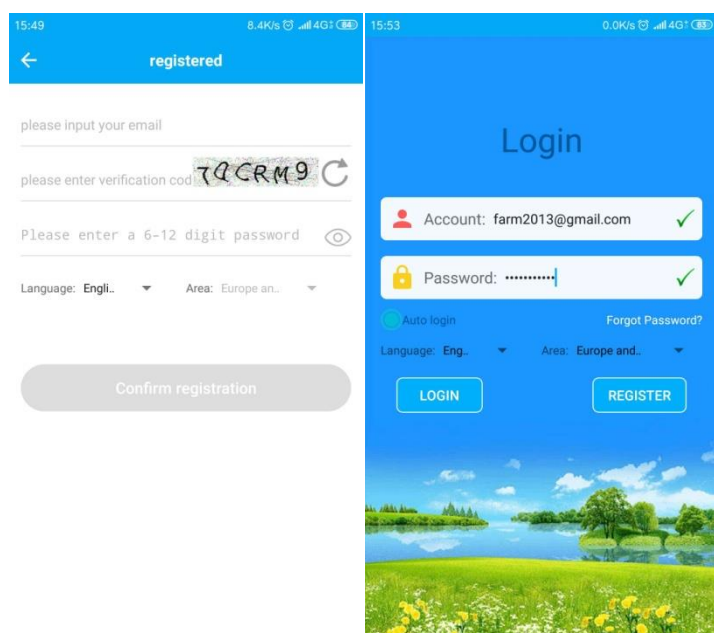 15:49 8.4K/s 4G 84
registered
please input your email
please enter verification cod 7QCRM9
Please enter a 6-12 digit password
Language: Engli.. Area: Europe an..
Confirm registration
15:53 0.0K/s 4G 83
Login
Account: farm2013@gmail.com
Password: ···········
Auto login Forgot Password?
Language: Eng.. Area: Europe and..
LOGIN REGISTER